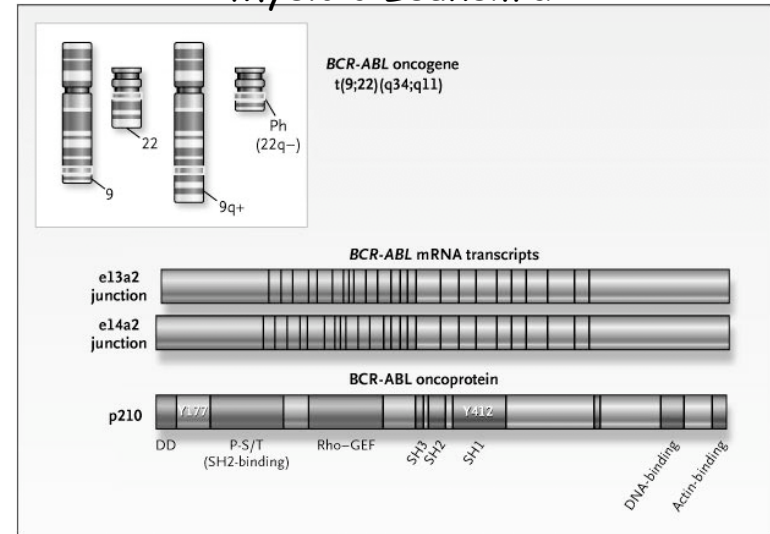 BCR-ABL oncogene
t(9;22)(q34;q11)
22
Ph
(22q−)
9
9q+
BCR-ABL mRNA transcripts
e13a2
junction
e14a2
junction
BCR-ABL oncoprotein
p210
Y177
Y412
DD
P-S/T
(SH2-binding)
Rho–GEF
SH3
SH2
SH1
DNA-binding
Actin-binding